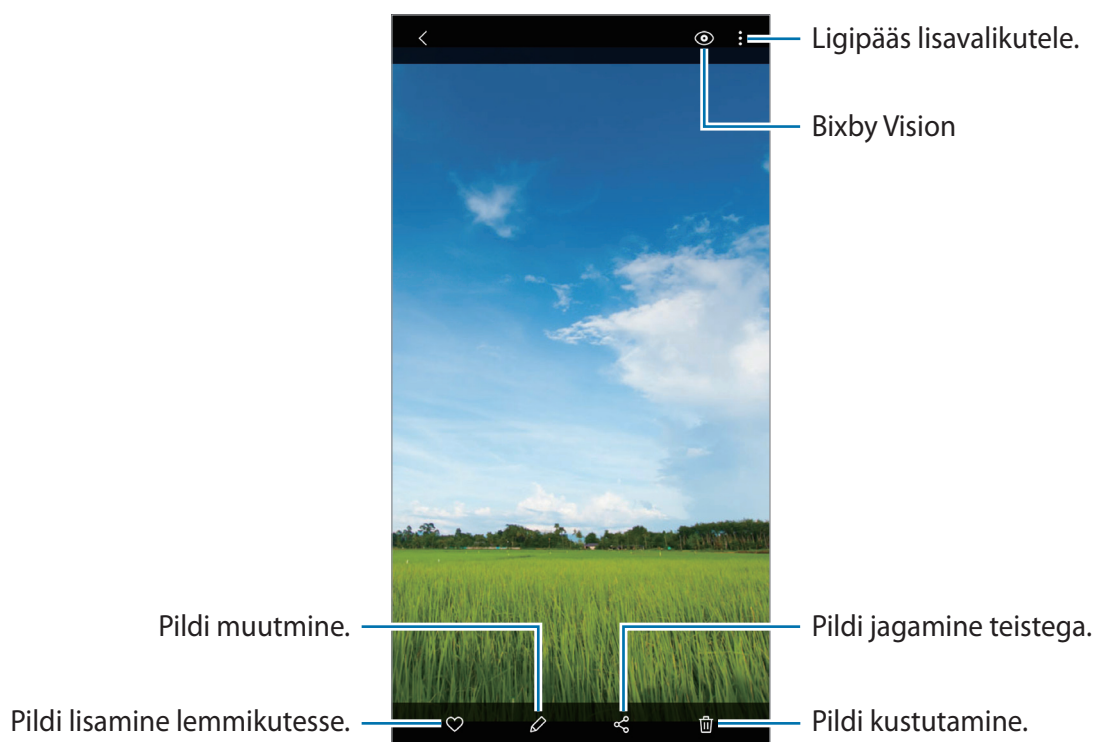 Ligipääs lisavalikutele.
Bixby Vision
Pildi muutmine.
Pildi jagamine teistega.
Pildi lisamine lemmikutesse.
Pildi kustutamine.